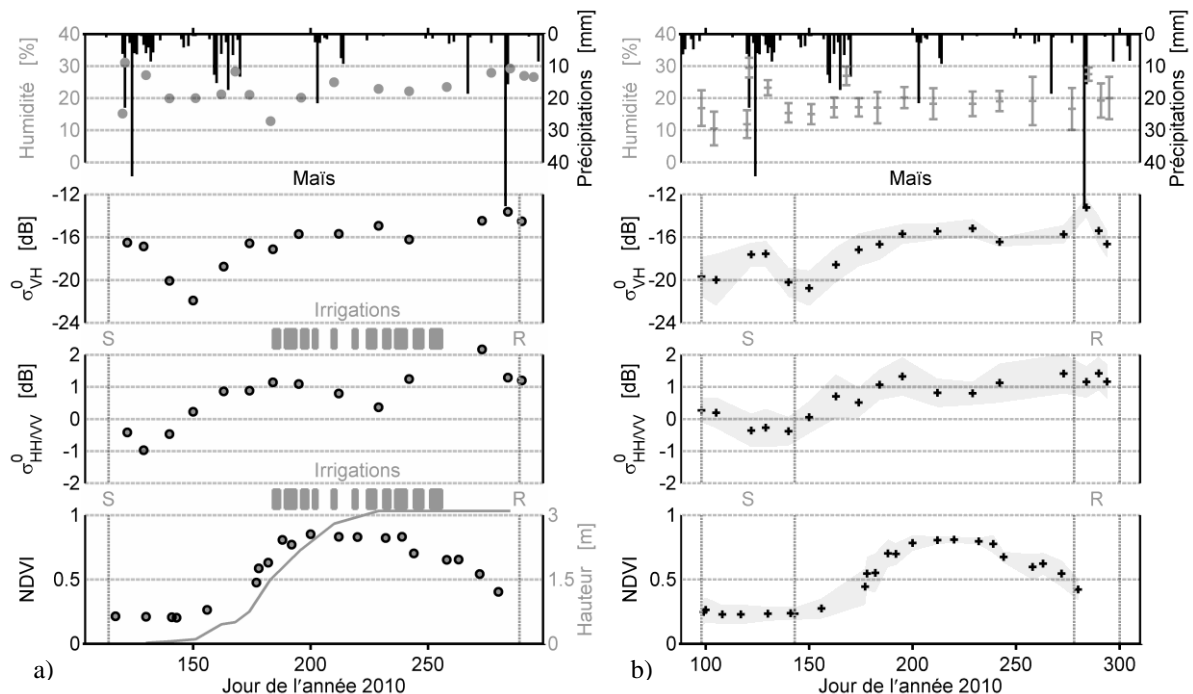 Humidité [%]
40
30
20
10
0
0
10
20
30
40
Précipitations [mm]
Maïs
σ⁰VH [dB]
-12
-16
-20
-24
Irrigations
S
R
σ⁰HH/VV [dB]
2
1
0
-1
-2
Irrigations
S
R
NDVI
1
0.5
0
3
1.5
0
Hauteur [m]
150
200
250
Jour de l'année 2010
a)
Humidité [%]
40
30
20
10
0
0
10
20
30
40
Précipitations [mm]
Maïs
σ⁰VH [dB]
-12
-16
-20
-24
S
R
σ⁰HH/VV [dB]
2
1
0
-1
-2
S
R
NDVI
1
0.5
0
100
150
200
250
300
Jour de l'année 2010
b)